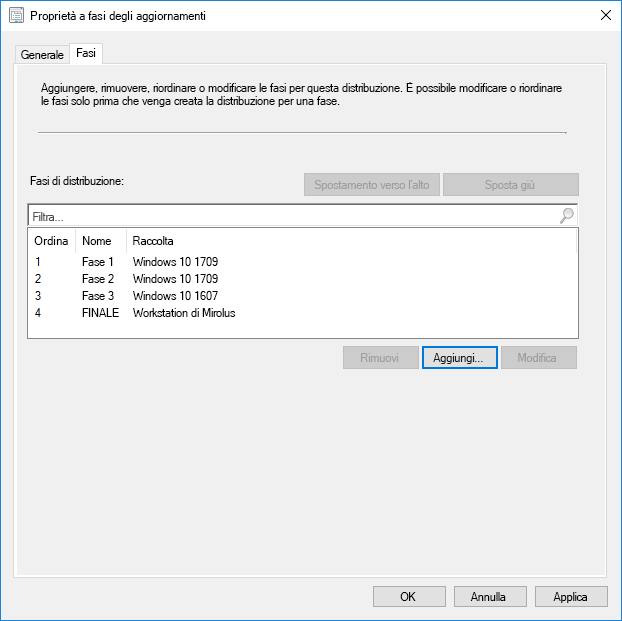 Proprietà a fasi degli aggiornamenti
Generale Fasi
Aggiungere, rimuovere, riordinare o modificare le fasi per questa distribuzione. È possibile modificare o riordinare
le fasi solo prima che venga creata la distribuzione per una fase.
Fasi di distribuzione:
Spostamento verso l'alto Sposta giù
Filtra...
Ordina Nome Raccolta
1 Fase 1 Windows 10 1709
2 Fase 2 Windows 10 1709
3 Fase 3 Windows 10 1607
4 FINALE Workstation di Mirolus
Rimuovi Aggiungi... Modifica
OK Annulla Applica